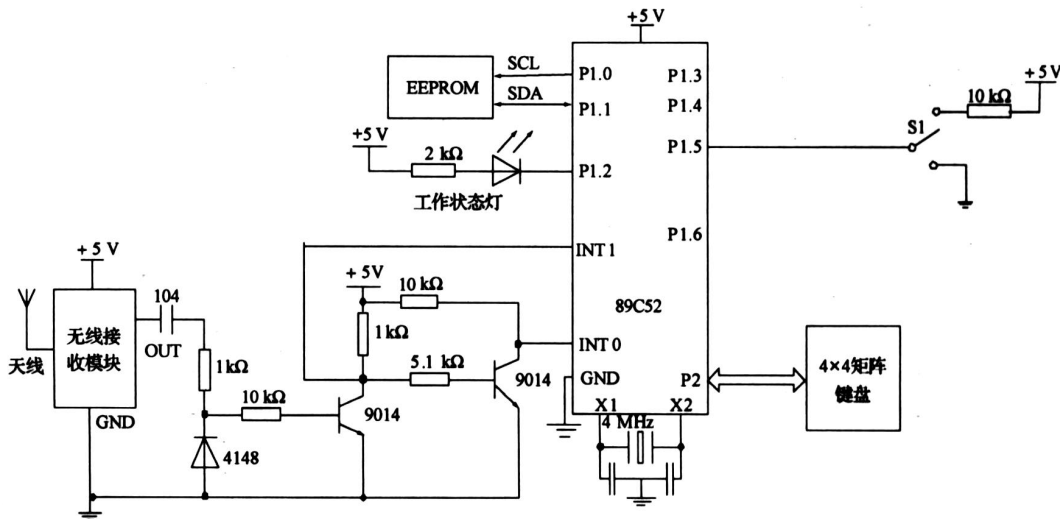 +5 V
SCL
EEPROM
SDA
P1.0
P1.1
P1.3
P1.4
+5 V
10 kΩ
S1
P1.5
+5 V
2 kΩ
P1.2
工作状态灯
P1.6
INT 1
+ 5 V
+ 5 V
10 kΩ
89C52
104
无线接
收模块
天线
OUT
1 kΩ
1 kΩ
5.1 kΩ
INT 0
9014
GND
P2
4×4矩阵
键盘
10 kΩ
9014
GND
X1
X2
4 MHz
4148